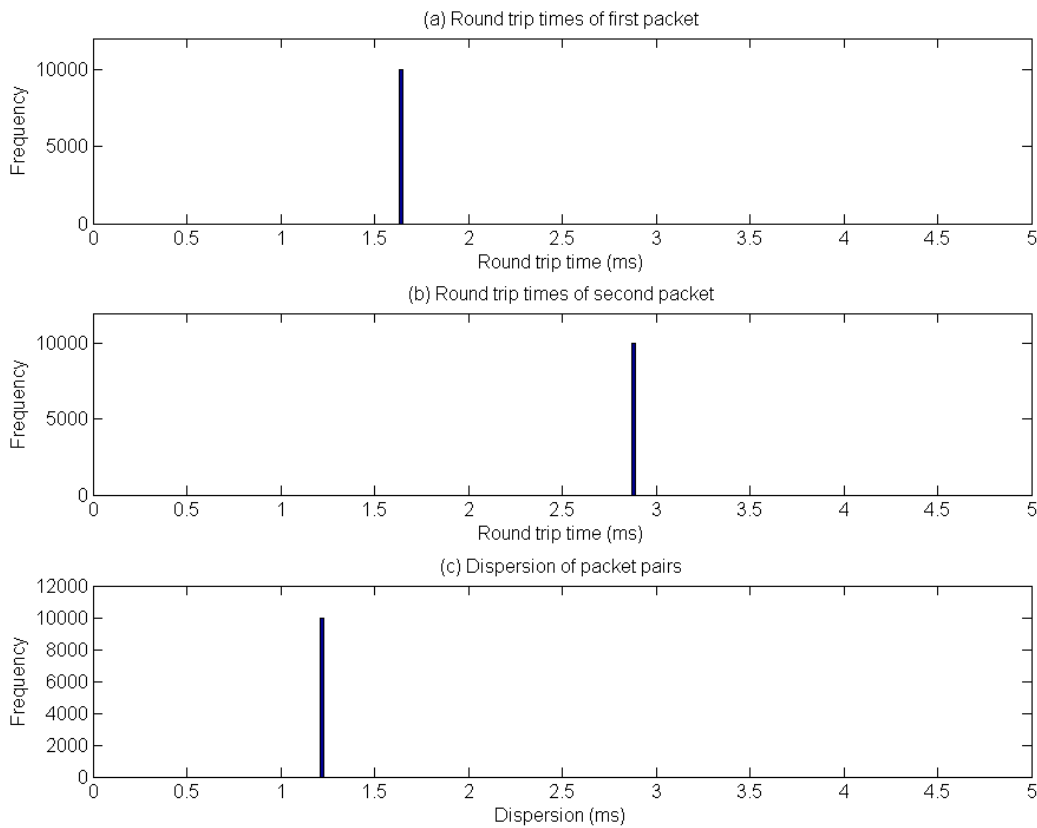 (a) Round trip times of first packet
Frequency
10000
5000
0
0 0.5 1 1.5 2 2.5 3 3.5 4 4.5 5
Round trip time (ms)
(b) Round trip times of second packet
Frequency
10000
5000
0
0 0.5 1 1.5 2 2.5 3 3.5 4 4.5 5
Round trip time (ms)
(c) Dispersion of packet pairs
Frequency
12000
10000
8000
6000
4000
2000
0
0 0.5 1 1.5 2 2.5 3 3.5 4 4.5 5
Dispersion (ms)